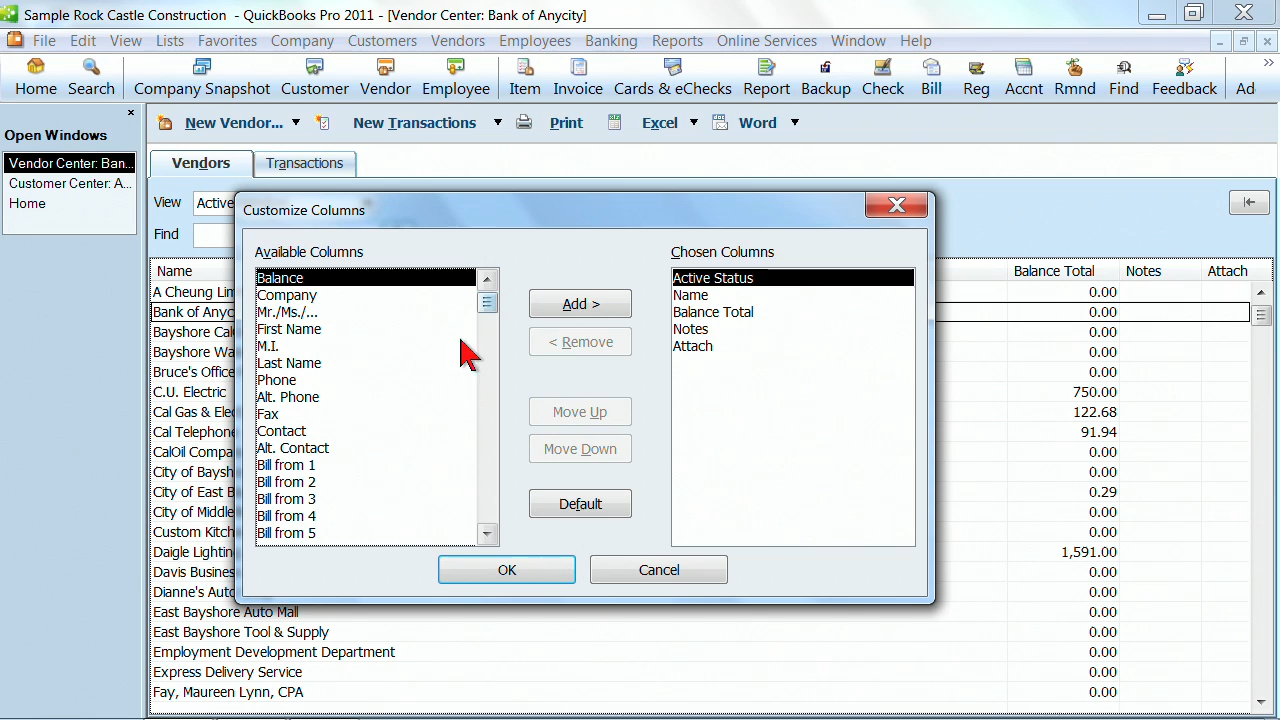 Sample Rock Castle Construction - QuickBooks Pro 2011 - [Vendor Center: Bank of Anycity]
File Edit View Lists Favorites Company Customers Vendors Employees Banking Reports Online Services Window Help
Home Search Company Snapshot Customer Vendor Employee Item Invoice Cards & eChecks Report Backup Check Bill Reg Accnt Rmnd Find Feedback Ad
Open Windows
Vendor Center: Ban...
Customer Center: A...
Home
New Vendor... New Transactions Print Excel Word
Vendors Transactions
View Active
Find
Name Balance Total Notes Attach
A Cheung Lim 0.00
Bank of Anyc 0.00
Bayshore Cal 0.00
Bayshore Wa 0.00
Bruce's Office 0.00
C.U. Electric 750.00
Cal Gas & Elec 122.68
Cal Telephone 91.94
CalOil Compa 0.00
City of Baysh 0.00
City of East B 0.29
City of Middle 0.00
Custom Kitch 0.00
Daigle Lightin 1,591.00
Davis Busines 0.00
Dianne's Auto 0.00
East Bayshore Auto Mall 0.00
East Bayshore Tool & Supply 0.00
Employment Development Department 0.00
Express Delivery Service 0.00
Fay, Maureen Lynn, CPA 0.00
Customize Columns
Available Columns
Balance
Company
Mr./Ms./...
First Name
M.I.
Last Name
Phone
Alt. Phone
Fax
Contact
Alt. Contact
Bill from 1
Bill from 2
Bill from 3
Bill from 4
Bill from 5
Add >
< Remove
Move Up
Move Down
Default
Chosen Columns
Active Status
Name
Balance Total
Notes
Attach
OK Cancel